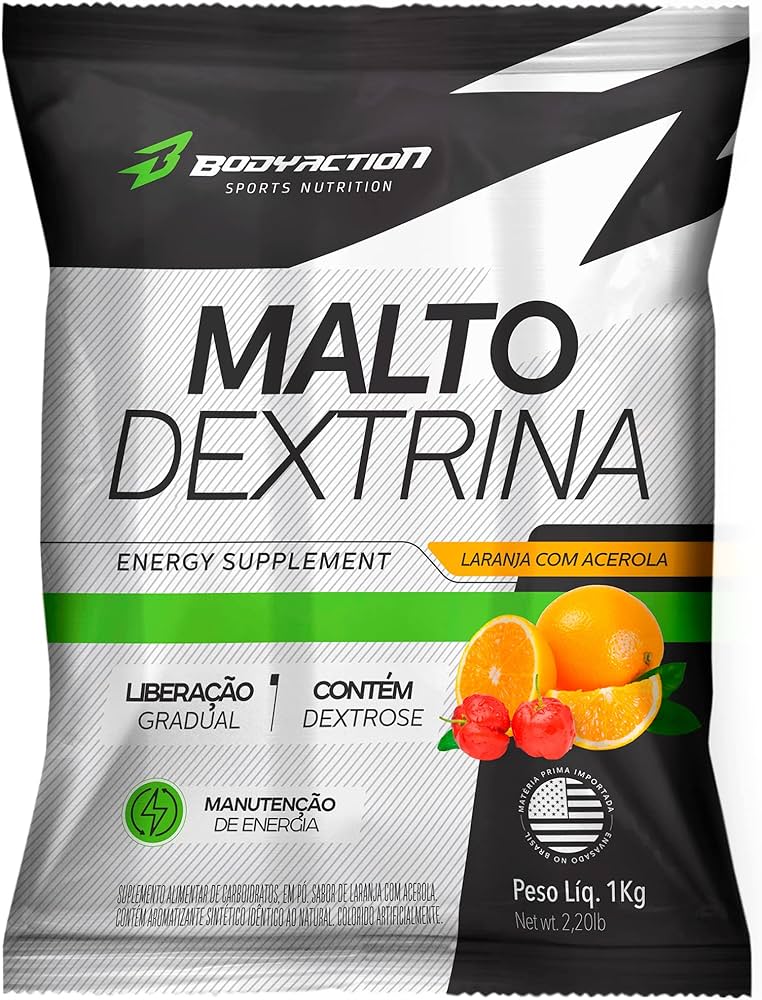 BODYACTION
SPORTS NUTRITION
MALTO
DEXTRINA
ENERGY SUPPLEMENT
LARANJA COM ACEROLA
LIBERAÇÃO
GRADUAL
CONTÉM
DEXTROSE
MANUTENÇÃO
DE ENERGIA
MATÉRIA PRIMA IMPORTADA
ENVASADO NO BRASIL
SUPLEMENTO ALIMENTAR DE CARBOIDRATOS, EM PÓ, SABOR DE LARANJA COM ACEROLA.
CONTÉM AROMATIZANTE SINTÉTICO IDÊNTICO AO NATURAL. COLORIDO ARTIFICIALMENTE.
Peso Líq. 1Kg
Net wt. 2,20lb